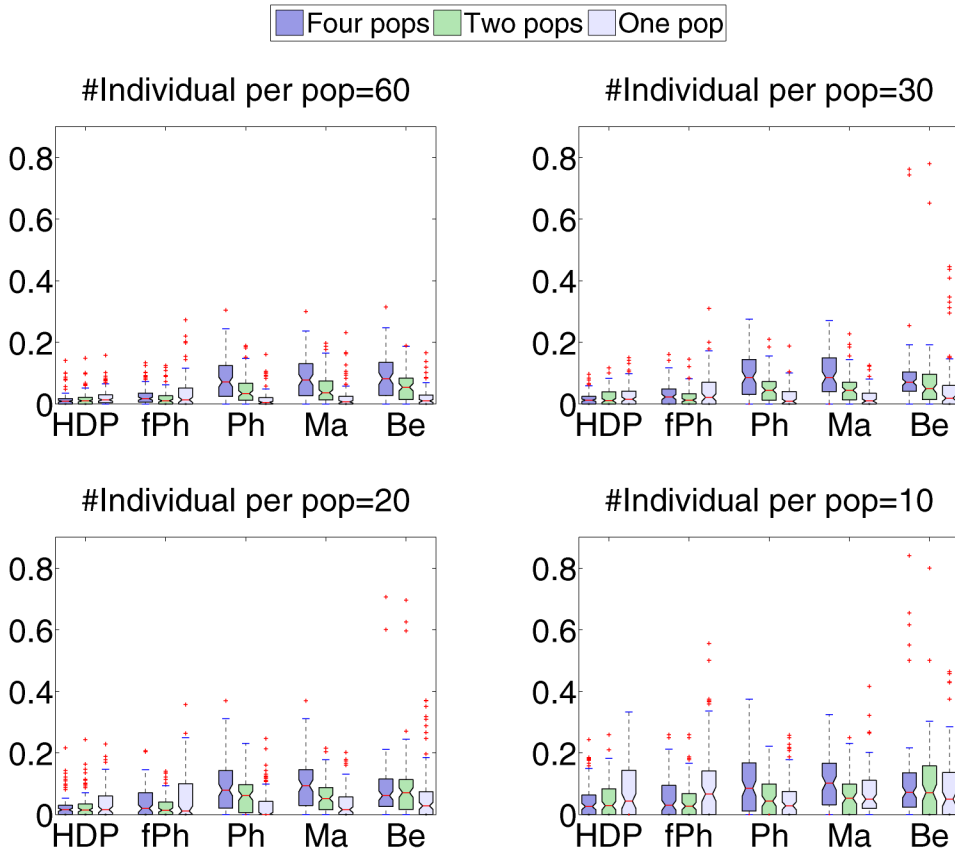 Four pops Two pops One pop
#Individual per pop=60
#Individual per pop=30
0.8
0.6
0.4
0.2
0
HDP fPh Ph Ma Be
0.8
0.6
0.4
0.2
0
HDP fPh Ph Ma Be
#Individual per pop=20
#Individual per pop=10
0.8
0.6
0.4
0.2
0
HDP fPh Ph Ma Be
0.8
0.6
0.4
0.2
0
HDP fPh Ph Ma Be